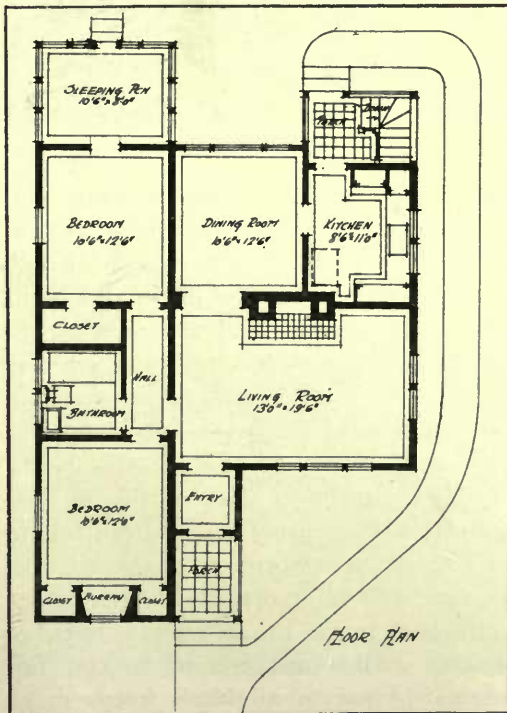 SLEEPING PCH
10'6" × 8'0"
PORCH
DOWN
BEDROOM
10'6" × 12'6"
DINING ROOM
10'6" × 12'6"
KITCHEN
8'6" × 11'0"
CLOSET
HALL
LIVING ROOM
13'0" × 19'6"
BATHROOM
BEDROOM
10'6" × 12'6"
ENTRY
PORCH
CLOSET
BUREAU
CLOSET
FLOOR PLAN